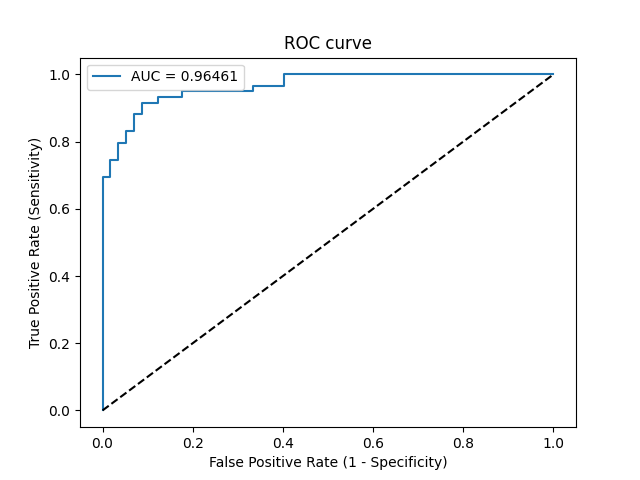 ROC curve
AUC = 0.96461
1.0
0.8
0.6
0.4
0.2
0.0
True Positive Rate (Sensitivity)
0.0 0.2 0.4 0.6 0.8 1.0
False Positive Rate (1 - Specificity)